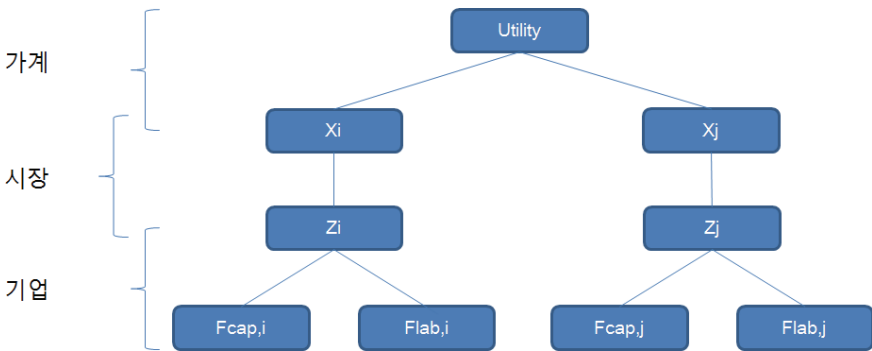 Utility
가계
Xi
Xj
시장
Zi
Zj
기업
Fcap,i
Flab,i
Fcap,j
Flab,j